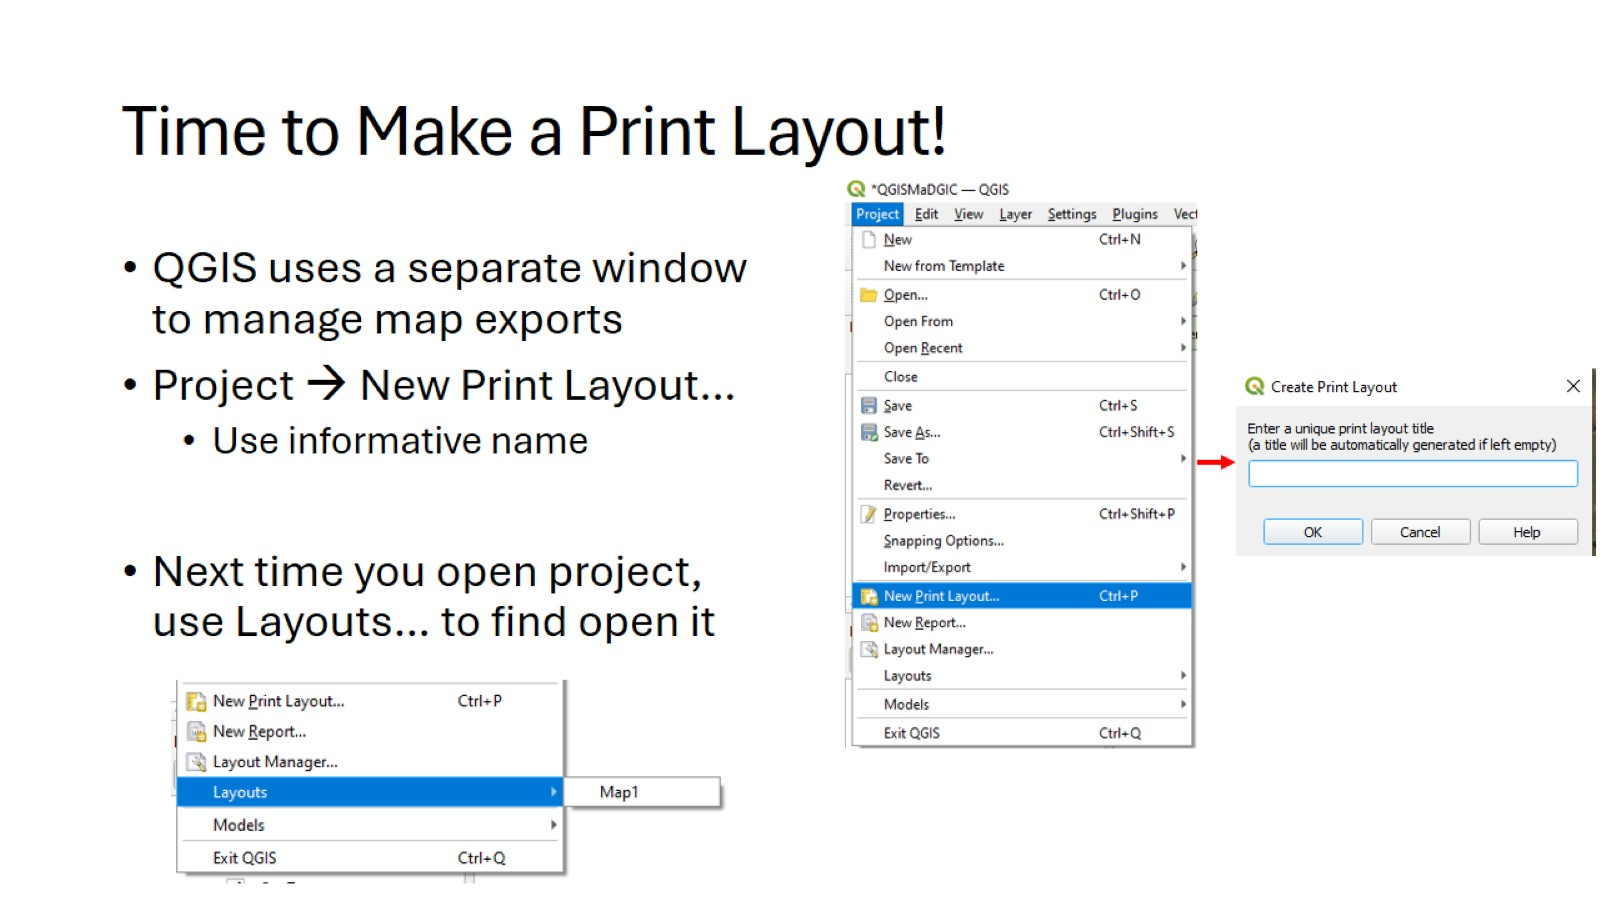 Time to Make a Print Layout!
• QGIS uses a separate window
to manage map exports
• Project → New Print Layout...
• Use informative name
• Next time you open project,
use Layouts... to find open it
New Print Layout... Ctrl+P
New Report...
Layout Manager...
Layouts
Map1
Models
Exit QGIS Ctrl+Q
*QGISMaDGIC — QGIS
Project Edit View Layer Settings Plugins Vect
New Ctrl+N
New from Template
Open... Ctrl+O
Open From
Open Recent
Close
Save Ctrl+S
Save As... Ctrl+Shift+S
Save To
Revert...
Properties... Ctrl+Shift+P
Snapping Options...
Import/Export
New Print Layout... Ctrl+P
New Report...
Layout Manager...
Layouts
Models
Exit QGIS Ctrl+Q
Create Print Layout
Enter a unique print layout title
(a title will be automatically generated if left empty)
OK Cancel Help